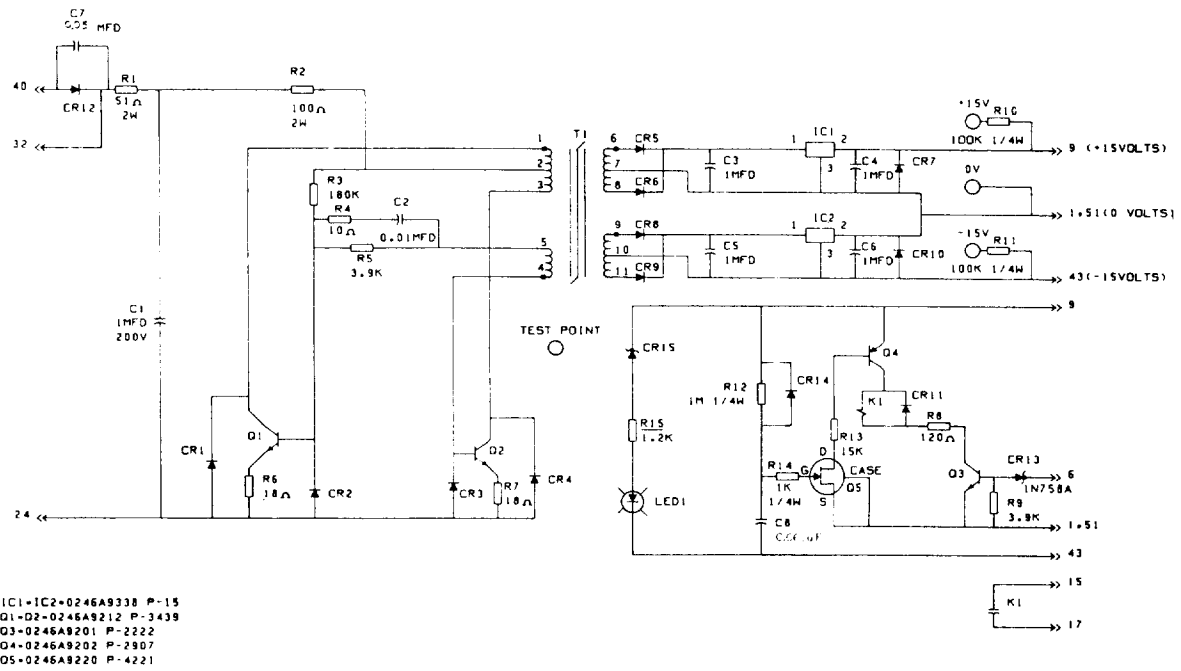 C7
0.05 MFD
40
CR12
R1
51Ω
2W
R2
100Ω
2W
32
1
2
3
T1
6
7
8
CR5
CR6
C3
1MFD
1
IC1
2
3
C4
1MFD
CR7
+15V
R10
100K 1/4W
9 (+15VOLTS)
0V
1,51(0 VOLTS)
R3
180K
R4
10Ω
C2
0.01MFD
R5
3.9K
5
4
9
10
11
CR8
CR9
C5
1MFD
1
IC2
2
3
C6
1MFD
CR10
-15V
R11
100K 1/4W
43(-15VOLTS)
C1
1MFD
200V
TEST POINT
9
CR15
R12
1M 1/4W
CR14
Q4
K1
CR11
R8
120Ω
R15
1.2K
R13
15K
CR1
Q1
R6
18Ω
CR2
CR3
Q2
R7
18Ω
CR4
LED1
R14
1K
1/4W
D
G
S
CASE
Q5
Q3
CR13
1N758A
6
R9
3.9K
24
C8
1,51
43
15
K1
17
IC1=IC2=0246A9338 P-15
Q1=Q2=0246A9212 P-3439
Q3=0246A9201 P-2222
Q4=0246A9202 P-2907
Q5=0246A9220 P-4221